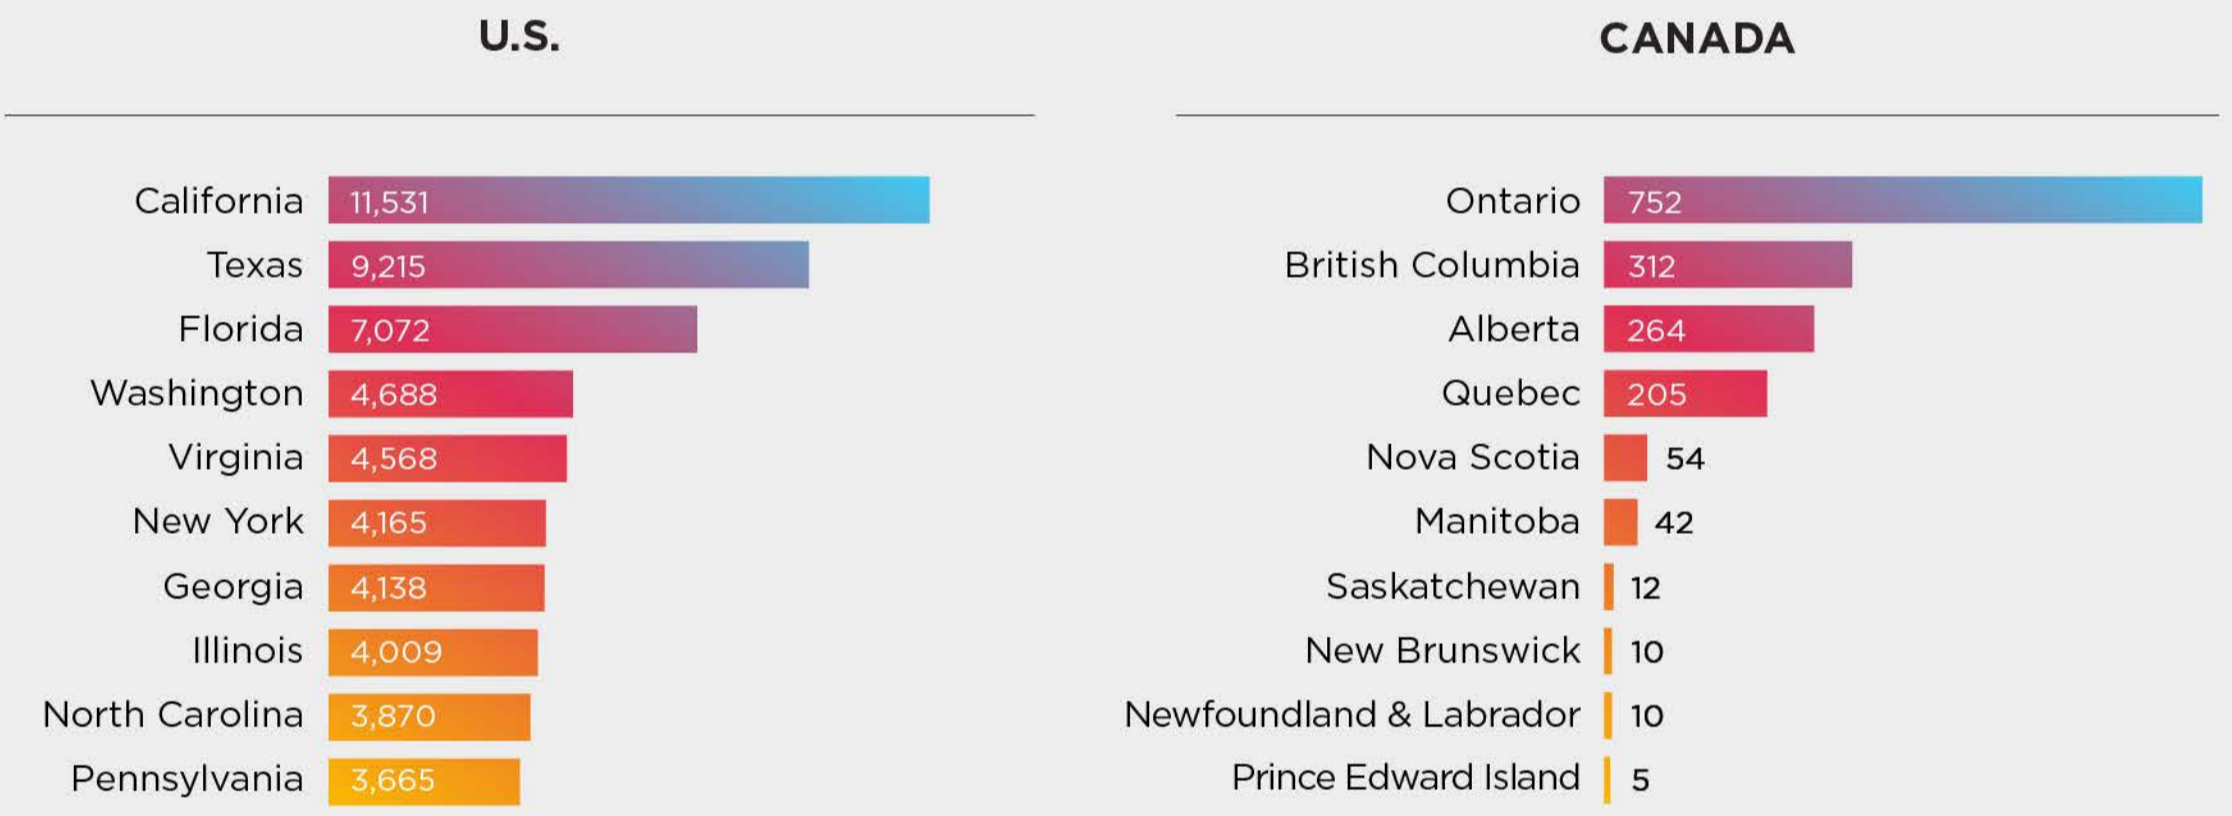 U.S.
California 11,531
Texas 9,215
Florida 7,072
Washington 4,688
Virginia 4,568
New York 4,165
Georgia 4,138
Illinois 4,009
North Carolina 3,870
Pennsylvania 3,665
CANADA
Ontario 752
British Columbia 312
Alberta 264
Quebec 205
Nova Scotia 54
Manitoba 42
Saskatchewan 12
New Brunswick 10
Newfoundland & Labrador 10
Prince Edward Island 5